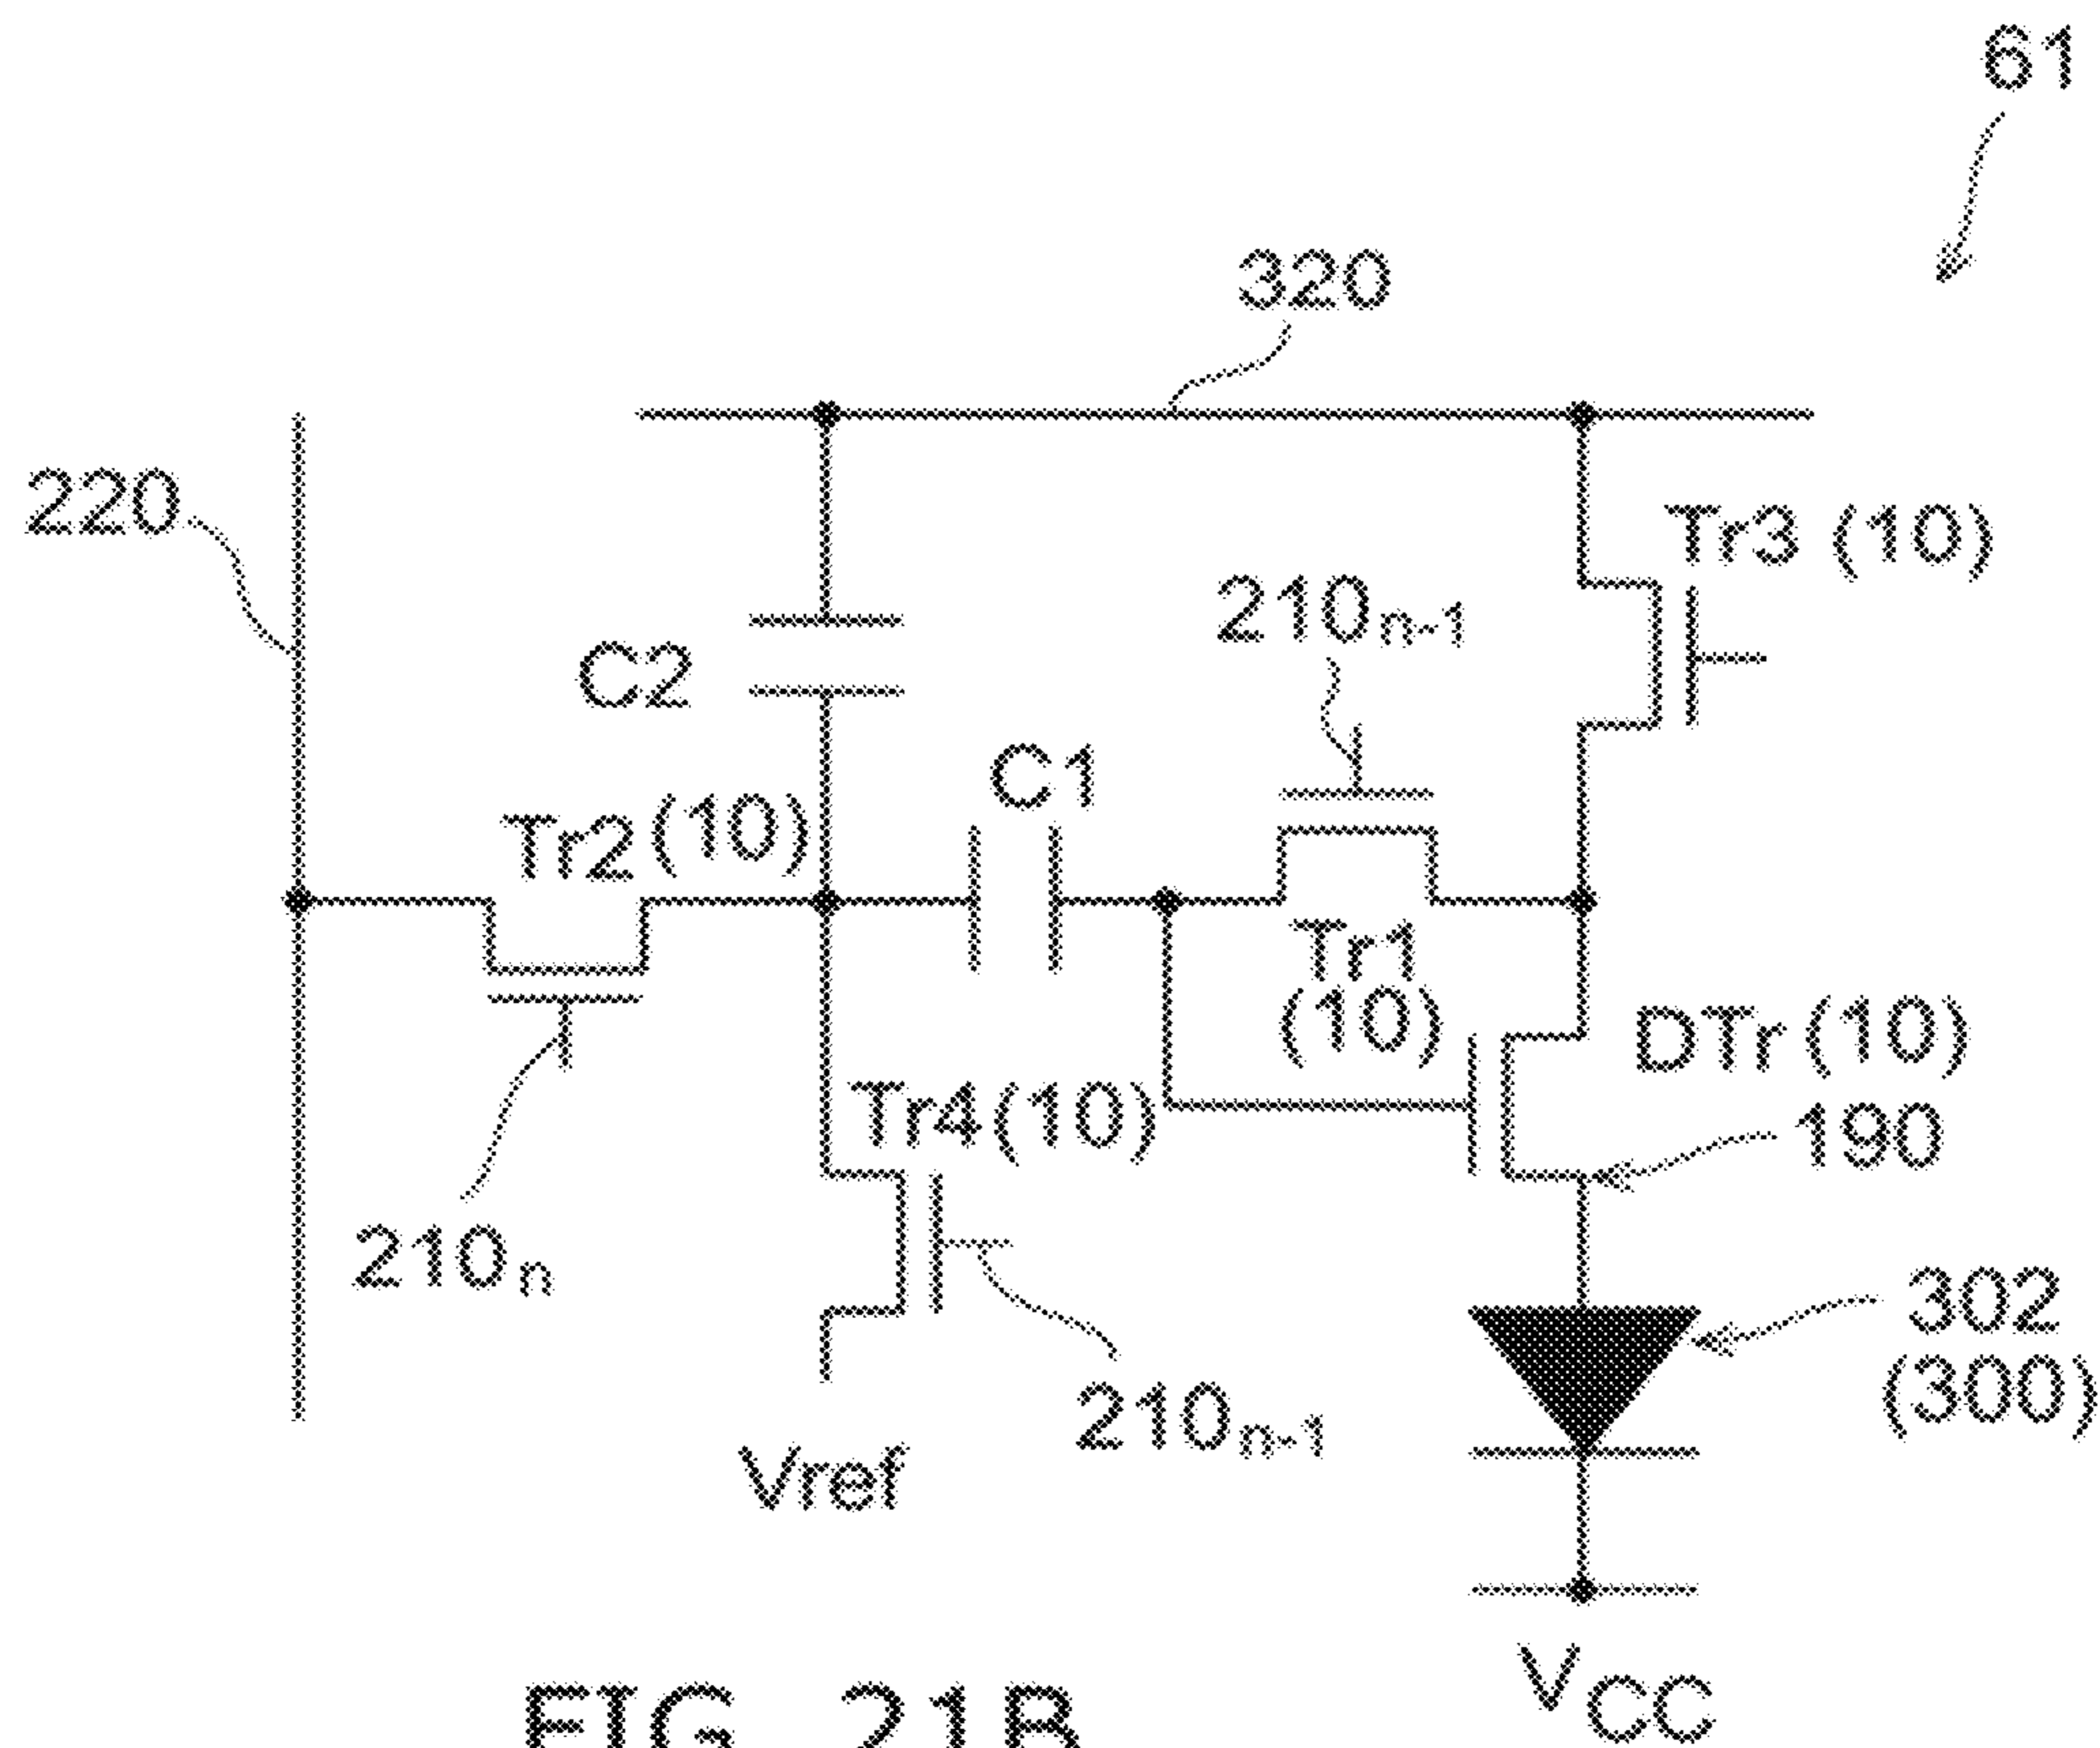 61
320
220
Tr3 (10)
210n-1
C2
C1
Tr2 (10)
Tr1
(10)
DTr (10)
Tr4 (10)
190
210n
302
(300)
210n-1
Vref
VCC
FIG. 21B